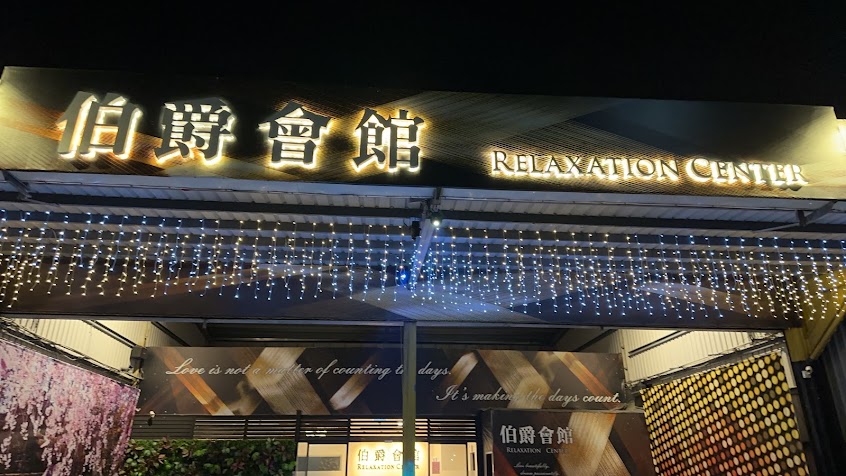 伯爵會館 RELAXATION CENTER
Love is not a matter of counting the days.
It's making the days count.
伯爵會館
RELAXATION CENTER
伯爵會館
RELAXATION CENTER